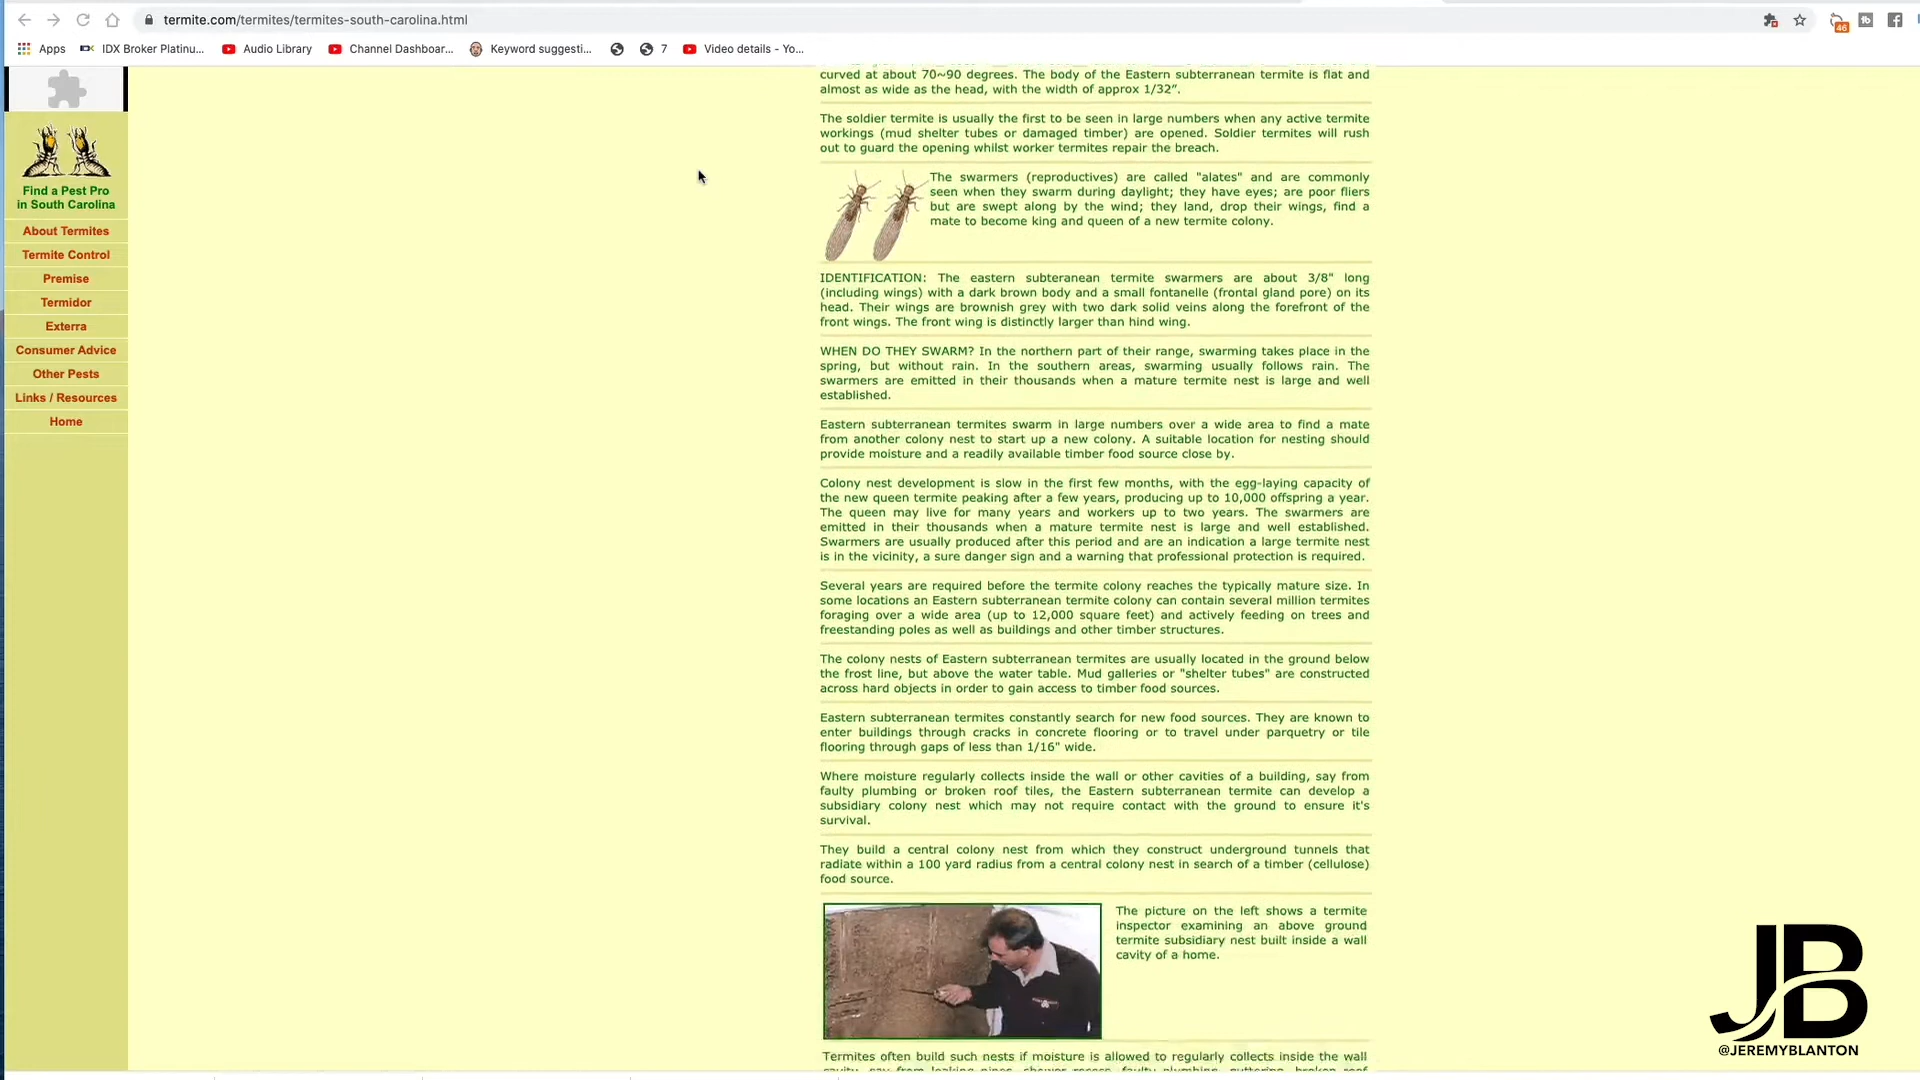 termite.com/termites/termites-south-carolina.html
46
Apps
IDX Broker Platinu...
Audio Library
Channel Dashboar...
Keyword suggesti...
7
Video details - Yo...
Find a Pest Pro
in South Carolina
About Termites
Termite Control
Premise
Termidor
Exterra
Consumer Advice
Other Pests
Links / Resources
Home
curved at about 70~90 degrees. The body of the Eastern subterranean termite is flat and
almost as wide as the head, with the width of approx 1/32".
The soldier termite is usually the first to be seen in large numbers when any active termite
workings (mud shelter tubes or damaged timber) are opened. Soldier termites will rush
out to guard the opening whilst worker termites repair the breach.
The swarmers (reproductives) are called "alates" and are commonly
seen when they swarm during daylight; they have eyes; are poor fliers
but are swept along by the wind; they land, drop their wings, find a
mate to become king and queen of a new termite colony.
IDENTIFICATION: The eastern subteranean termite swarmers are about 3/8" long
(including wings) with a dark brown body and a small fontanelle (frontal gland pore) on its
head. Their wings are brownish grey with two dark solid veins along the forefront of the
front wings. The front wing is distinctly larger than hind wing.
WHEN DO THEY SWARM? In the northern part of their range, swarming takes place in the
spring, but without rain. In the southern areas, swarming usually follows rain. The
swarmers are emitted in their thousands when a mature termite nest is large and well
established.
Eastern subterranean termites swarm in large numbers over a wide area to find a mate
from another colony nest to start up a new colony. A suitable location for nesting should
provide moisture and a readily available timber food source close by.
Colony nest development is slow in the first few months, with the egg-laying capacity of
the new queen termite peaking after a few years, producing up to 10,000 offspring a year.
The queen may live for many years and workers up to two years. The swarmers are
emitted in their thousands when a mature termite nest is large and well established.
Swarmers are usually produced after this period and are an indication a large termite nest
is in the vicinity, a sure danger sign and a warning that professional protection is required.
Several years are required before the termite colony reaches the typically mature size. In
some locations an Eastern subterranean termite colony can contain several million termites
foraging over a wide area (up to 12,000 square feet) and actively feeding on trees and
freestanding poles as well as buildings and other timber structures.
The colony nests of Eastern subterranean termites are usually located in the ground below
the frost line, but above the water table. Mud galleries or "shelter tubes" are constructed
across hard objects in order to gain access to timber food sources.
Eastern subterranean termites constantly search for new food sources. They are known to
enter buildings through cracks in concrete flooring or to travel under parquetry or tile
flooring through gaps of less than 1/16" wide.
Where moisture regularly collects inside the wall or other cavities of a building, say from
faulty plumbing or broken roof tiles, the Eastern subterranean termite can develop a
subsidiary colony nest which may not require contact with the ground to ensure it's
survival.
They build a central colony nest from which they construct underground tunnels that
radiate within a 100 yard radius from a central colony nest in search of a timber (cellulose)
food source.
The picture on the left shows a termite
inspector examining an above ground
termite subsidiary nest built inside a wall
cavity of a home.
Termites often build such nests if moisture is allowed to regularly collects inside the wall
JB
@JEREMYBLANTON